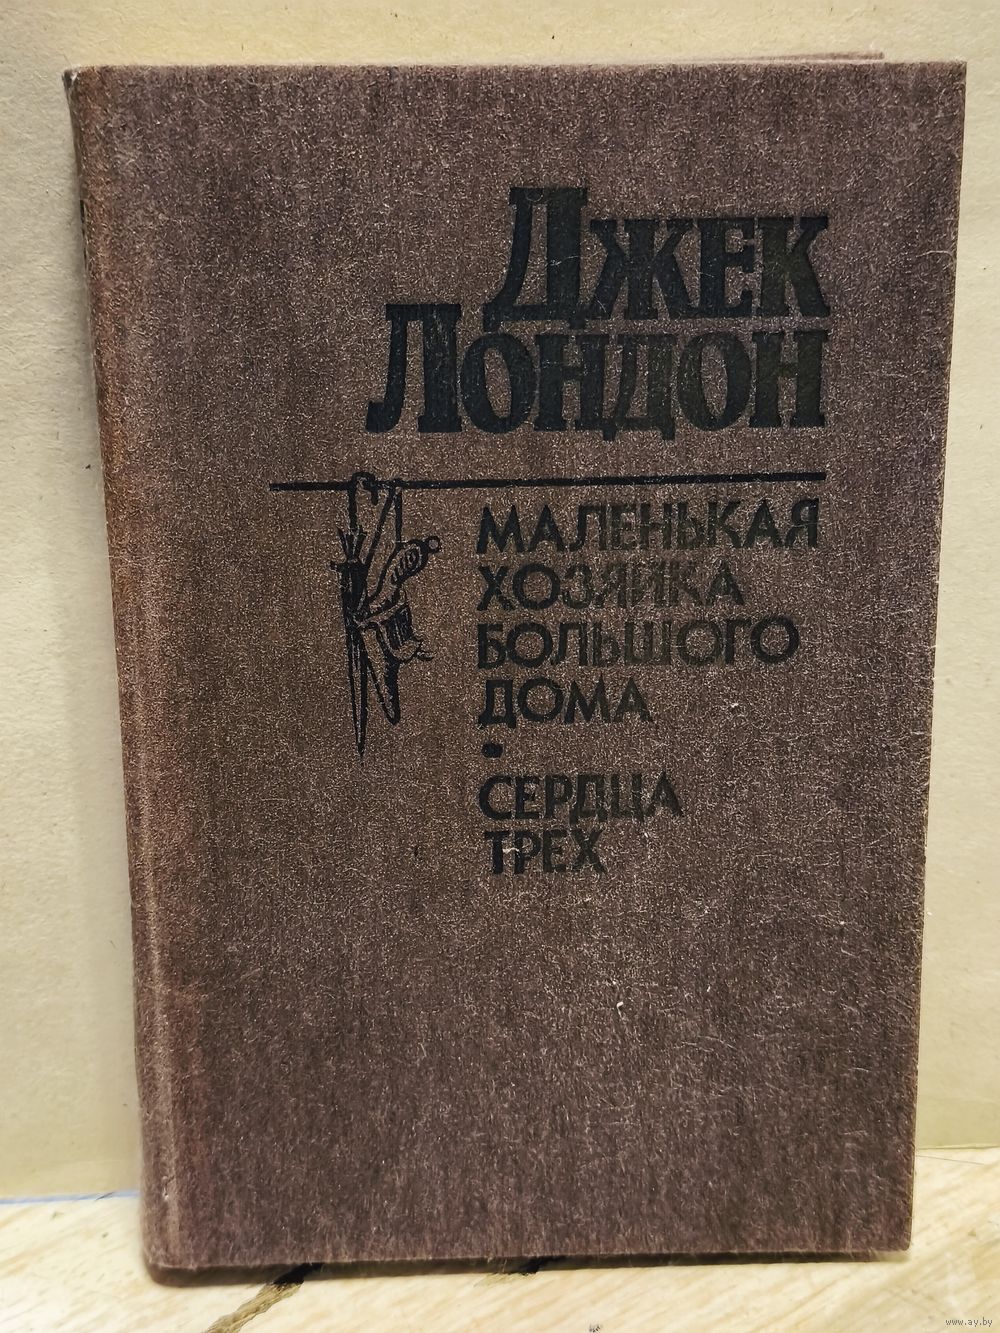 Джек
Лондон
Маленькая
хозяйка
большого
дома
•
Сердца
трех
www.ay.by